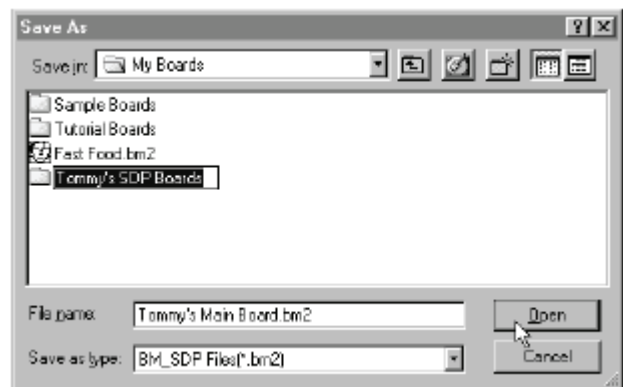 Save As
Save in: My Boards
Sample Boards
Tutorial Boards
Fast Food.bm2
Tommy's SDP Boards
File name: Tommy's Main Board.bm2 Open
Save as type: BM_SDP Files(*.bm2) Cancel